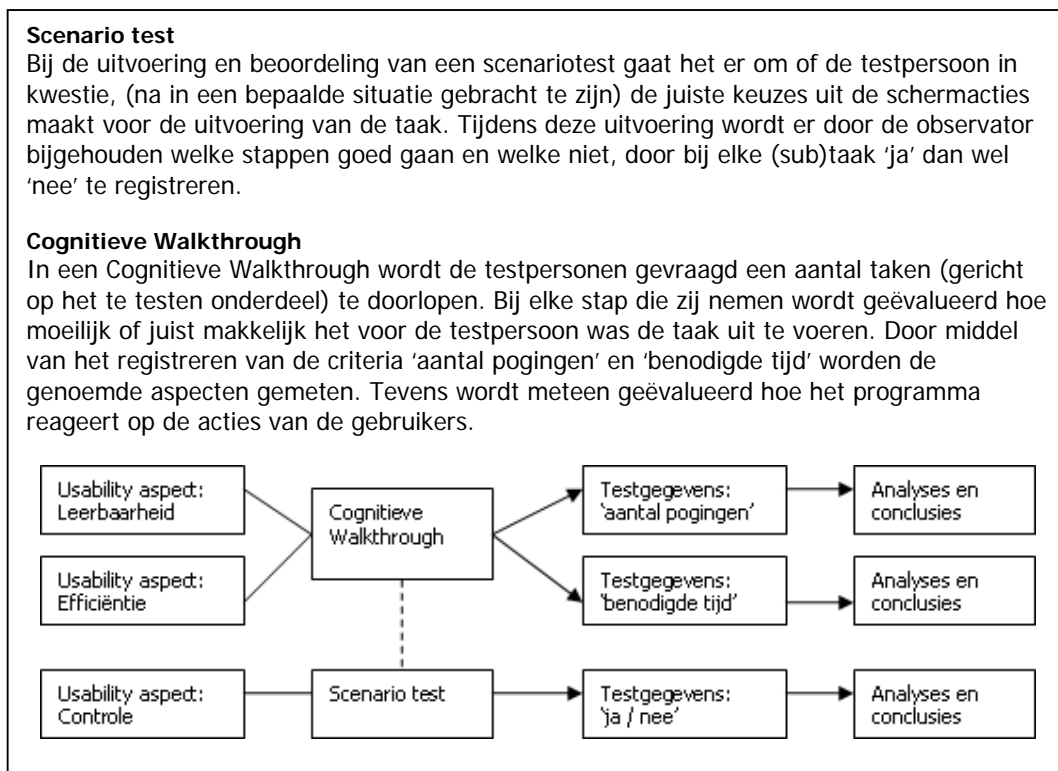 Scenario test
Bij de uitvoering en beoordeling van een scenariotest gaat het er om of de testpersoon in
kwestie, (na in een bepaalde situatie gebracht te zijn) de juiste keuzes uit de schermacties
maakt voor de uitvoering van de taak. Tijdens deze uitvoering wordt er door de observator
bijgehouden welke stappen goed gaan en welke niet, door bij elke (sub)taak ‘ja’ dan wel
‘nee’ te registreren.
Cognitieve Walkthrough
In een Cognitieve Walkthrough wordt de testpersonen gevraagd een aantal taken (gericht
op het te testen onderdeel) te doorlopen. Bij elke stap die zij nemen wordt geëvalueerd hoe
moeilijk of juist makkelijk het voor de testpersoon was de taak uit te voeren. Door middel
van het registreren van de criteria ‘aantal pogingen’ en ‘benodigde tijd’ worden de
genoemde aspecten gemeten. Tevens wordt meteen geëvalueerd hoe het programma
reageert op de acties van de gebruikers.
Usability aspect:
Leerbaarheid
Cognitieve
Walkthrough
Testgegevens:
‘aantal pogingen’
Analyses en
conclusies
Usability aspect:
Efficiëntie
Testgegevens:
‘benodigde tijd’
Analyses en
conclusies
Usability aspect:
Controle
Scenario test
Testgegevens:
‘ja / nee’
Analyses en
conclusies